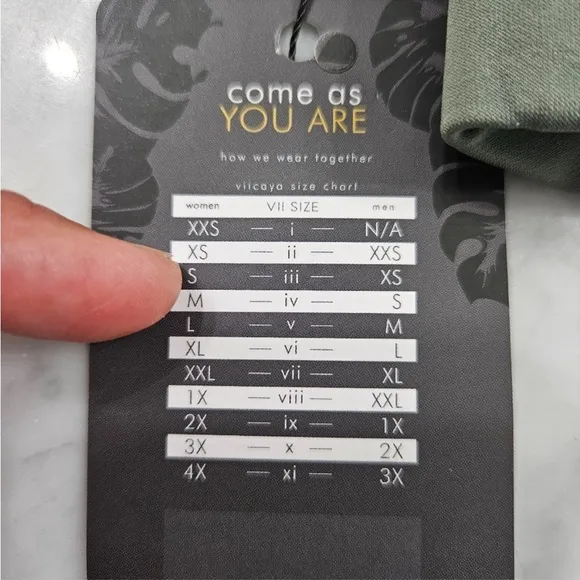 come as
YOU ARE
how we wear together
viicaya size chart
women VII SIZE men
XXS — i — N/A
XS — ii — XXS
S — iii — XS
M — iv — S
L — v — M
XL — vi — L
XXL — vii — XL
1X — viii — XXL
2X — ix — 1X
3X — x — 2X
4X — xi — 3X